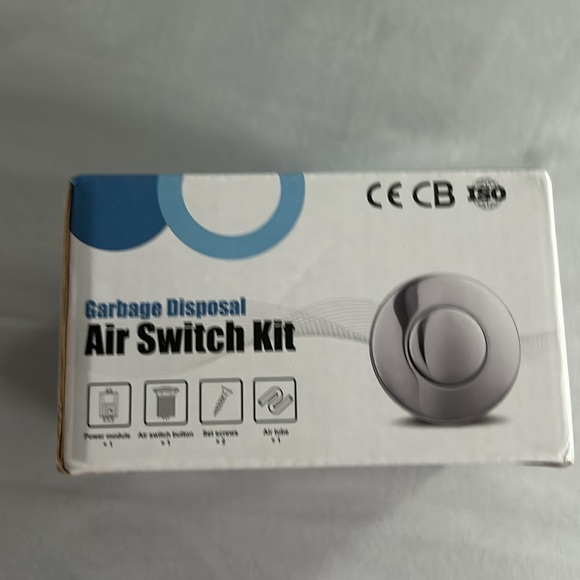 CE CB ISO
Garbage Disposal
Air Switch Kit
Power module Air switch button Set screws Air tube
× 1 × 1 × 2 × 1